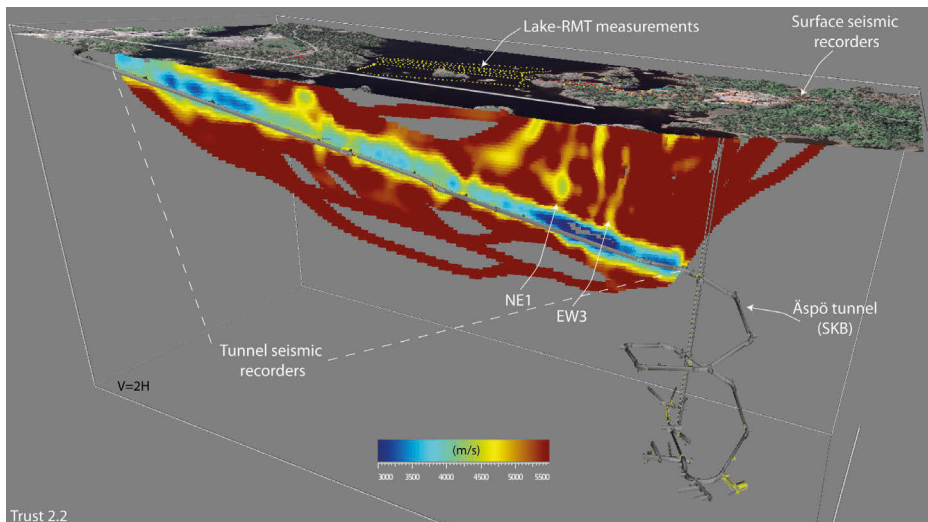 Lake-RMT measurements
Surface seismic
recorders
NE1
EW3
Äspö tunnel
(SKB)
Tunnel seismic
recorders
V=2H
(m/s)
3000 3500 4000 4500 5000 5500
Trust 2.2